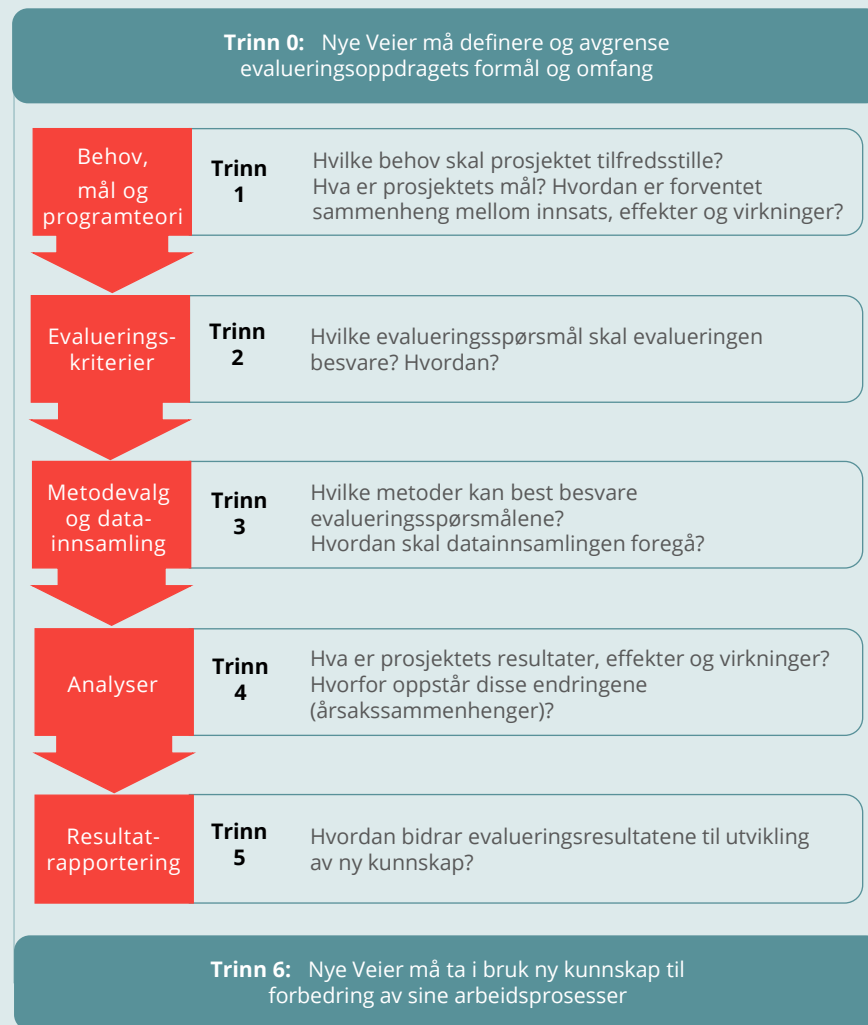 Trinn 0: Nye Veier må definere og avgrense
evalueringsoppdragets formål og omfang
Behov,
mål og
programteori
Trinn
1
Hvilke behov skal prosjektet tilfredsstille?
Hva er prosjektets mål? Hvordan er forventet
sammenheng mellom innsats, effekter og virkninger?
Evaluerings-
kriterier
Trinn
2
Hvilke evalueringsspørsmål skal evalueringen
besvare? Hvordan?
Metodevalg
og data-
innsamling
Trinn
3
Hvilke metoder kan best besvare
evalueringsspørsmålene?
Hvordan skal datainnsamlingen foregå?
Analyser
Trinn
4
Hva er prosjektets resultater, effekter og virkninger?
Hvorfor oppstår disse endringene
(årsakssammenhenger)?
Resultat-
rapportering
Trinn
5
Hvordan bidrar evalueringsresultatene til utvikling
av ny kunnskap?
Trinn 6: Nye Veier må ta i bruk ny kunnskap til
forbedring av sine arbeidsprosesser